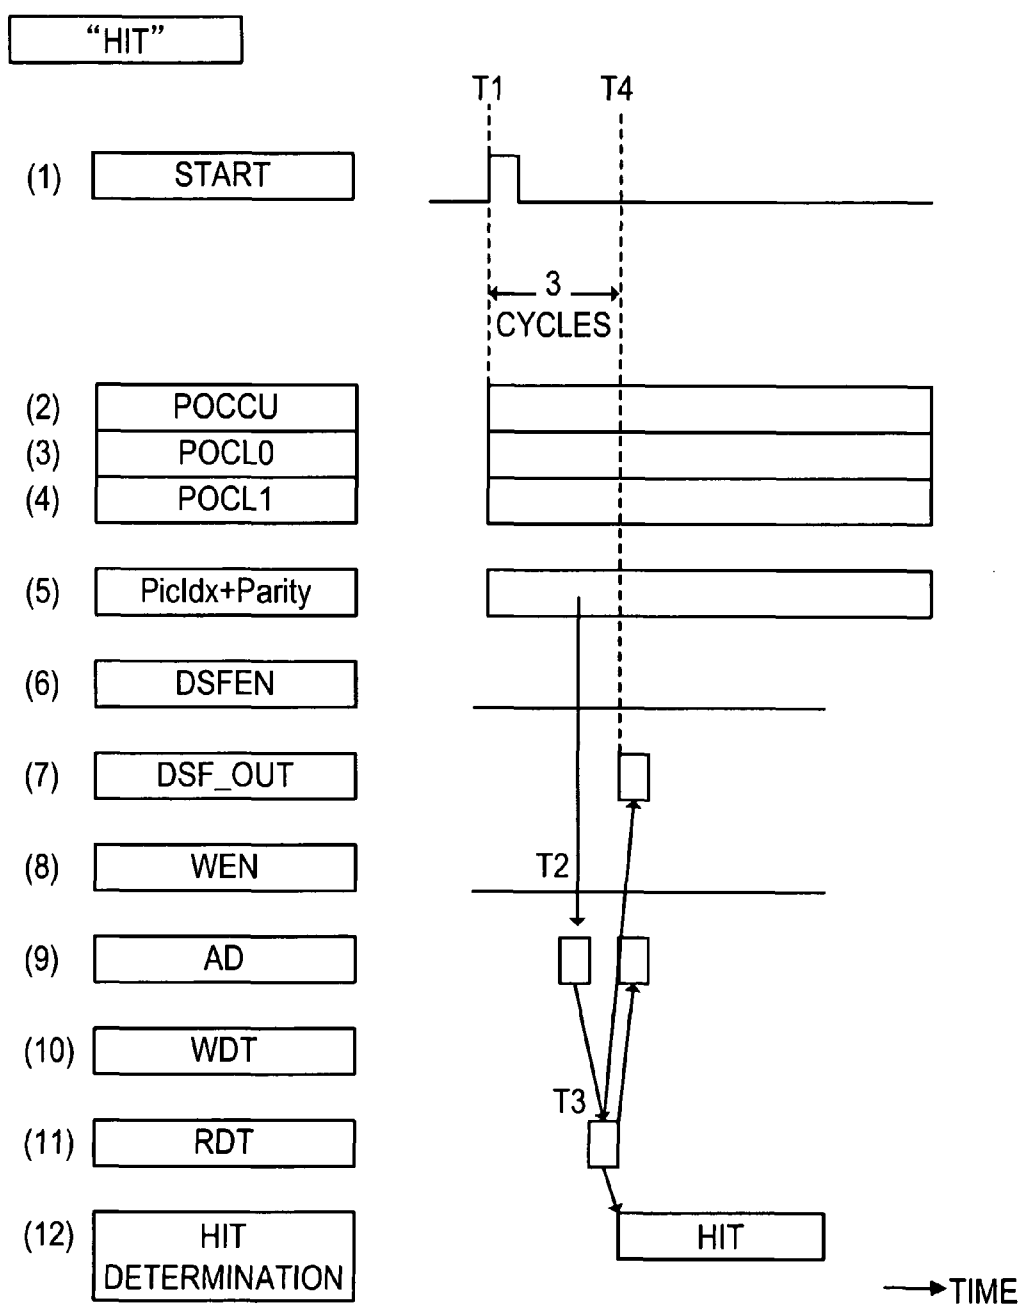 “HIT”
T1 T4
(1) START
3
CYCLES
(2) POCCU
(3) POCL0
(4) POCL1
(5) PicIdx+Parity
(6) DSFEN
(7) DSF_OUT
(8) WEN T2
(9) AD
(10) WDT
T3
(11) RDT
(12) HIT HIT
DETERMINATION
TIME